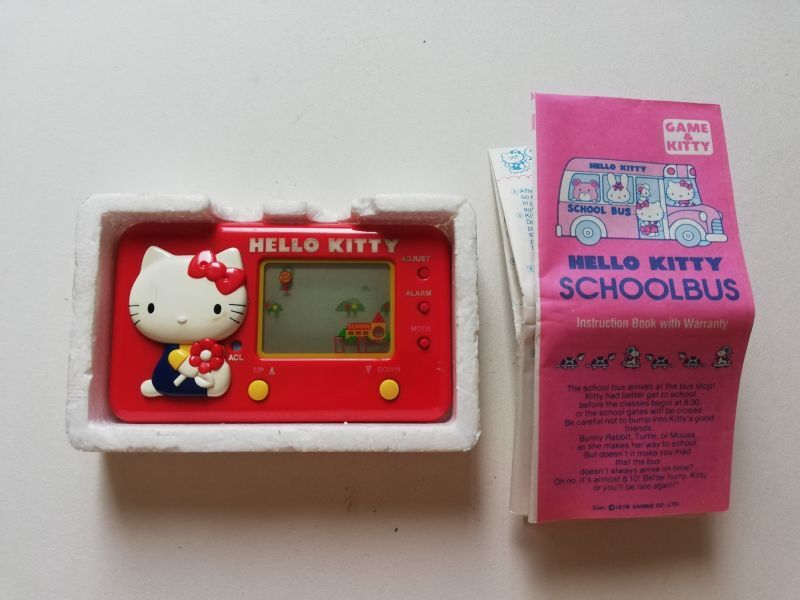 HELLO KITTY
ADJUST
ALARM
MODE
SCHOOL
ACL
UP
DOWN
GAME
&
KITTY
HELLO KITTY
SCHOOL BUS
HELLO KITTY
SCHOOLBUS
Instruction Book with Warranty
The school bus arrives at the bus stop!
Kitty had better get to school
before the classes begin at 8:30
or the school gates will be closed.
Be careful not to bump into Kitty's good
friends,
Bunny Rabbit, Turtle, or Mouse,
as she makes her way to school.
But doesn't it make you mad
that the bus
doesn't always arrive on time?
Oh no. it's almost 8:10! Better hurry, Kitty
or you'll be late again!!
Copr. ©1976 SANRIO CO., LTD.